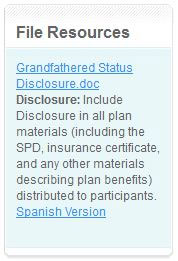 File Resources
Grandfathered Status
Disclosure.doc
Disclosure: Include
Disclosure in all plan
materials (including the
SPD, insurance certificate,
and any other materials
describing plan benefits)
distributed to participants.
Spanish Version